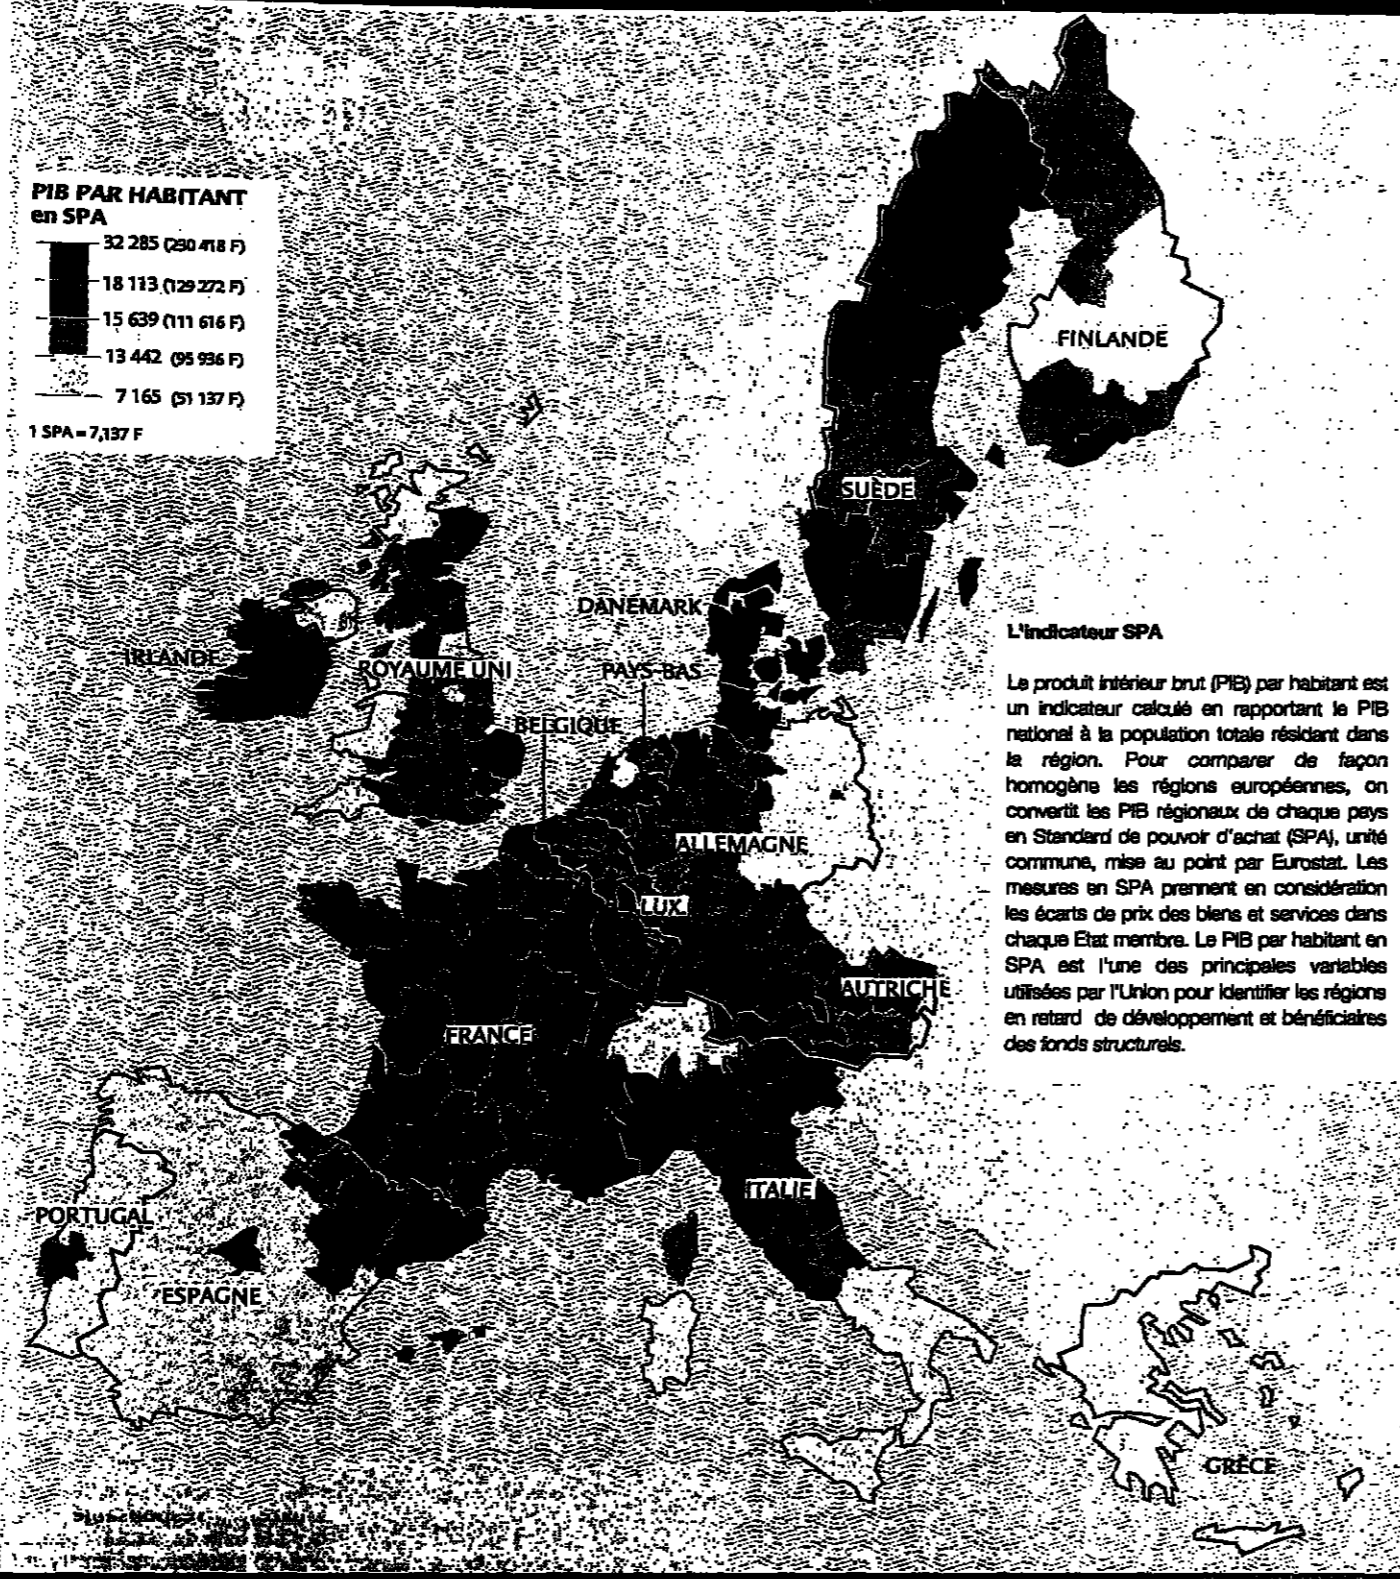 PIB PAR HABITANT
en SPA
32 285 (230 418 F)
18 113 (129 272 F)
15 639 (111 616 F)
13 442 (95 936 F)
7 165 (51 137 F)
1 SPA = 7,137 F
FINLANDE
SUÈDE
DANEMARK
IRLANDE
ROYAUME UNI
PAYS-BAS
BELGIQUE
ALLEMAGNE
LUX.
AUTRICHE
FRANCE
ITALIE
PORTUGAL
ESPAGNE
GRÈCE
L'indicateur SPA
Le produit intérieur brut (PIB) par habitant est
un indicateur calculé en rapportant le PIB
national à la population totale résidant dans
la région. Pour comparer de façon
homogène les régions européennes, on
convertit les PIB régionaux de chaque pays
en Standard de pouvoir d'achat (SPA), unité
commune, mise au point par Eurostat. Les
mesures en SPA prennent en considération
les écarts de prix des biens et services dans
chaque Etat membre. Le PIB par habitant en
SPA est l'une des principales variables
utilisées par l'Union pour identifier les régions
en retard de développement et bénéficiaires
des fonds structurels.